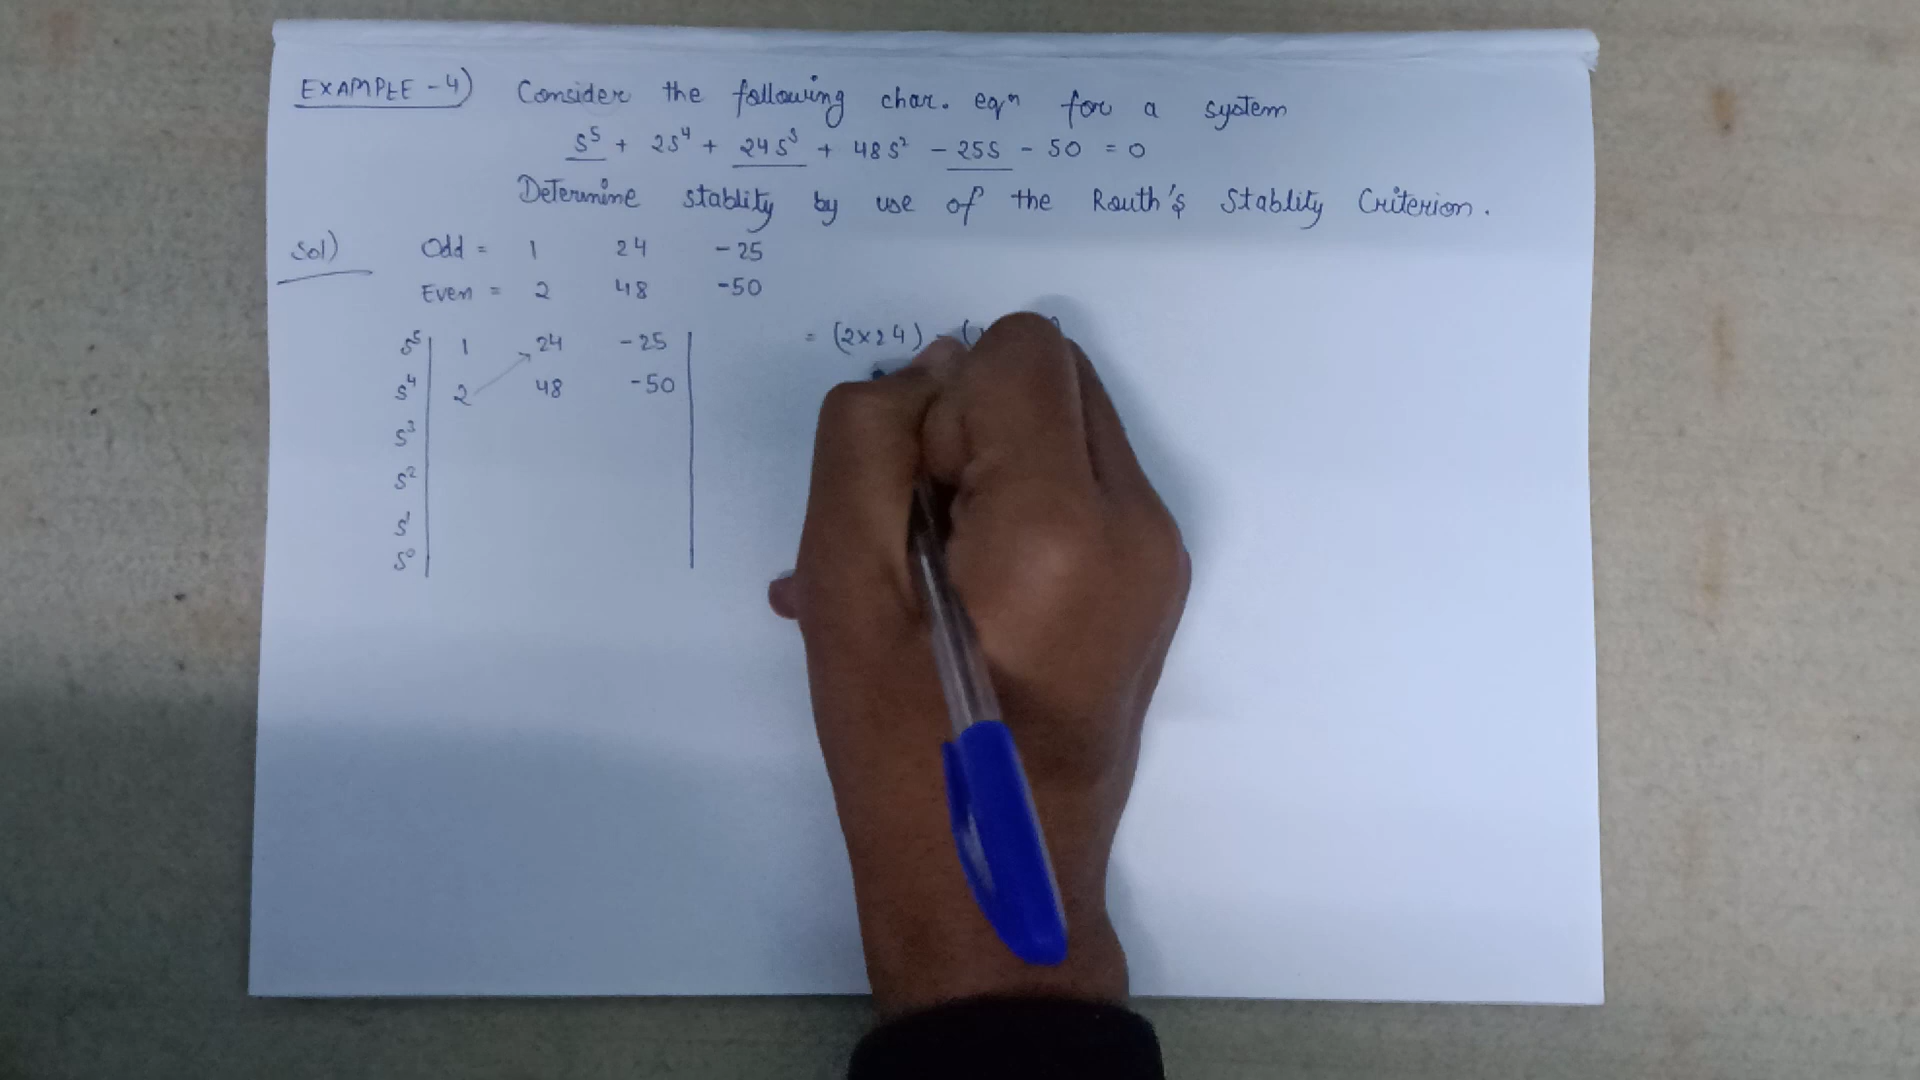 EXAMPLE - 4) Consider the following char. eqⁿ for a system
s⁵ + 2s⁴ + 24s³ + 48s² - 25s - 50 = 0
Determine stablity by use of the Routh's Stablity Criterion.
Sol) Odd = 1 24 -25
Even = 2 48 -50
s⁵ 1 24 -25 = (2×24) - (
s⁴ 2 48 -50
s³
s²
s¹
s⁰